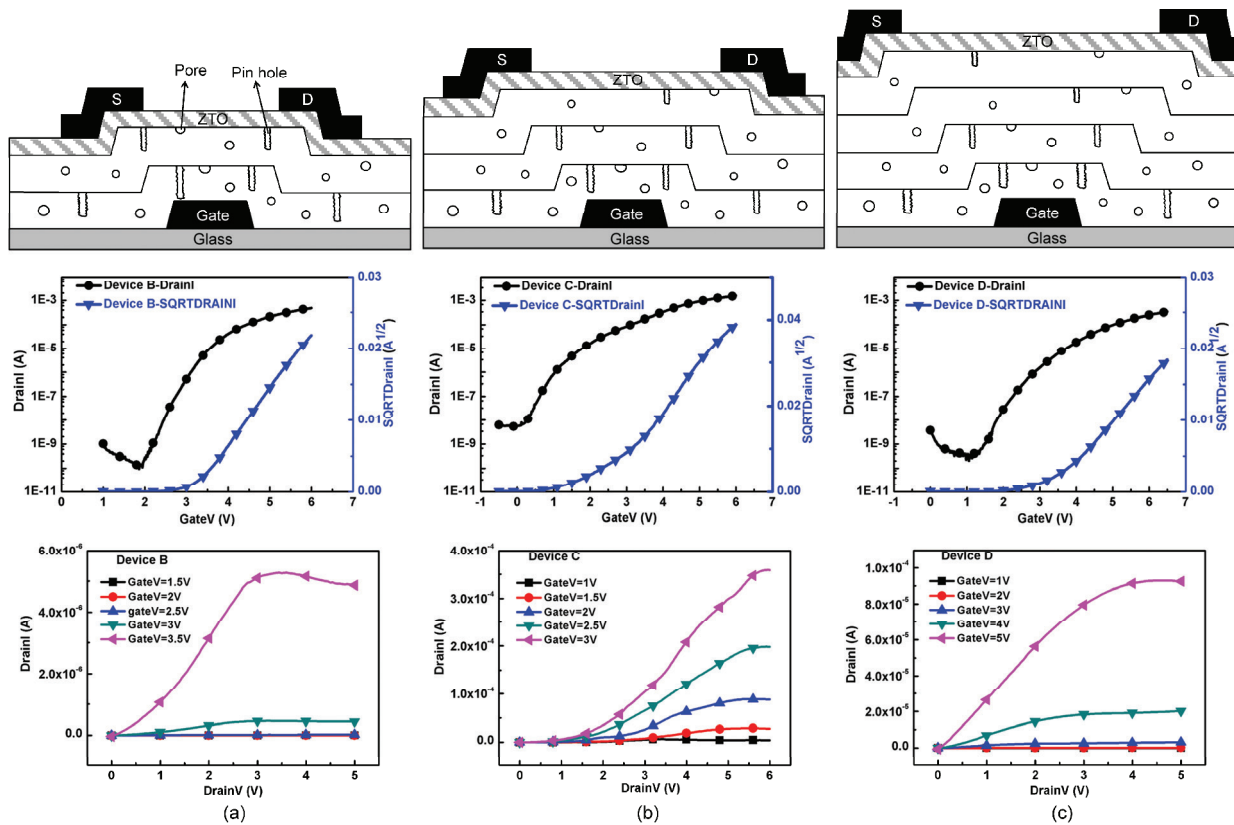 Pore
Pin hole
S
D
ZTO
Gate
Glass
S
D
ZTO
Gate
Glass
S
D
ZTO
Gate
Glass
Device B-DrainI
Device B-SQRTDRAINI
DrainI (A)
1E-3
1E-5
1E-7
1E-9
1E-11
0 1 2 3 4 5 6 7
GateV (V)
0.03
0.02
0.01
0.00
SQRTDrainI (A^1/2)
Device C-DrainI
Device C-SQRTDrainI
DrainI (A)
1E-3
1E-5
1E-7
1E-9
1E-11
-1 0 1 2 3 4 5 6 7
GateV (V)
0.04
0.02
0.00
SQRTDrainI (A^1/2)
Device D-DrainI
Device D-SQRTDRAINI
DrainI (A)
1E-3
1E-5
1E-7
1E-9
1E-11
-1 0 1 2 3 4 5 6 7
GateV (V)
0.03
0.02
0.01
0.00
SQRTDrainI (A^1/2)
Device B
GateV=1.5V
GateV=2V
gateV=2.5V
GateV=3V
GateV=3.5V
DrainI (A)
6.0x10^-6
4.0x10^-6
2.0x10^-6
0.0
0 1 2 3 4 5
DrainV (V)
(a)
Device C
GateV=1V
GateV=1.5V
Gatev=2V
GateV=2.5V
GateV=3V
DrainI (A)
4.0x10^-4
3.0x10^-4
2.0x10^-4
1.0x10^-4
0.0
0 1 2 3 4 5 6
DrainV (V)
(b)
Device D
GateV=1V
GateV=2V
GateV=3V
GateV=4V
GateV=5V
DrainI (A)
1.0x10^-4
8.0x10^-5
6.0x10^-5
4.0x10^-5
2.0x10^-5
0.0
0 1 2 3 4 5
DrainV (V)
(c)